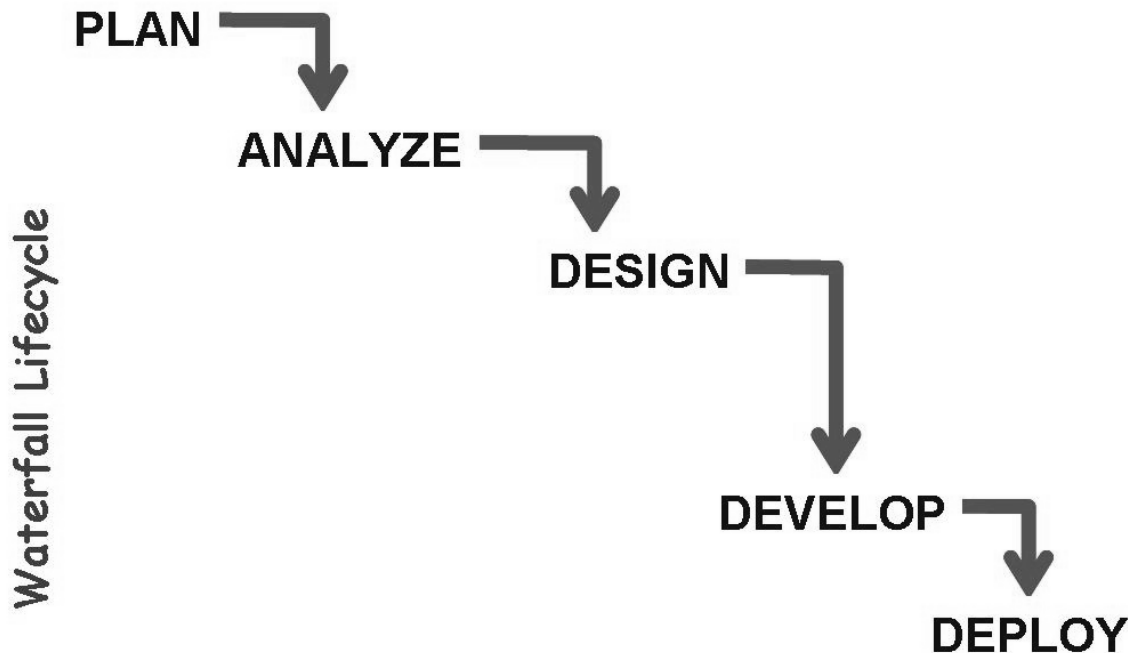 PLAN
ANALYZE
DESIGN
DEVELOP
DEPLOY
Waterfall Lifecycle